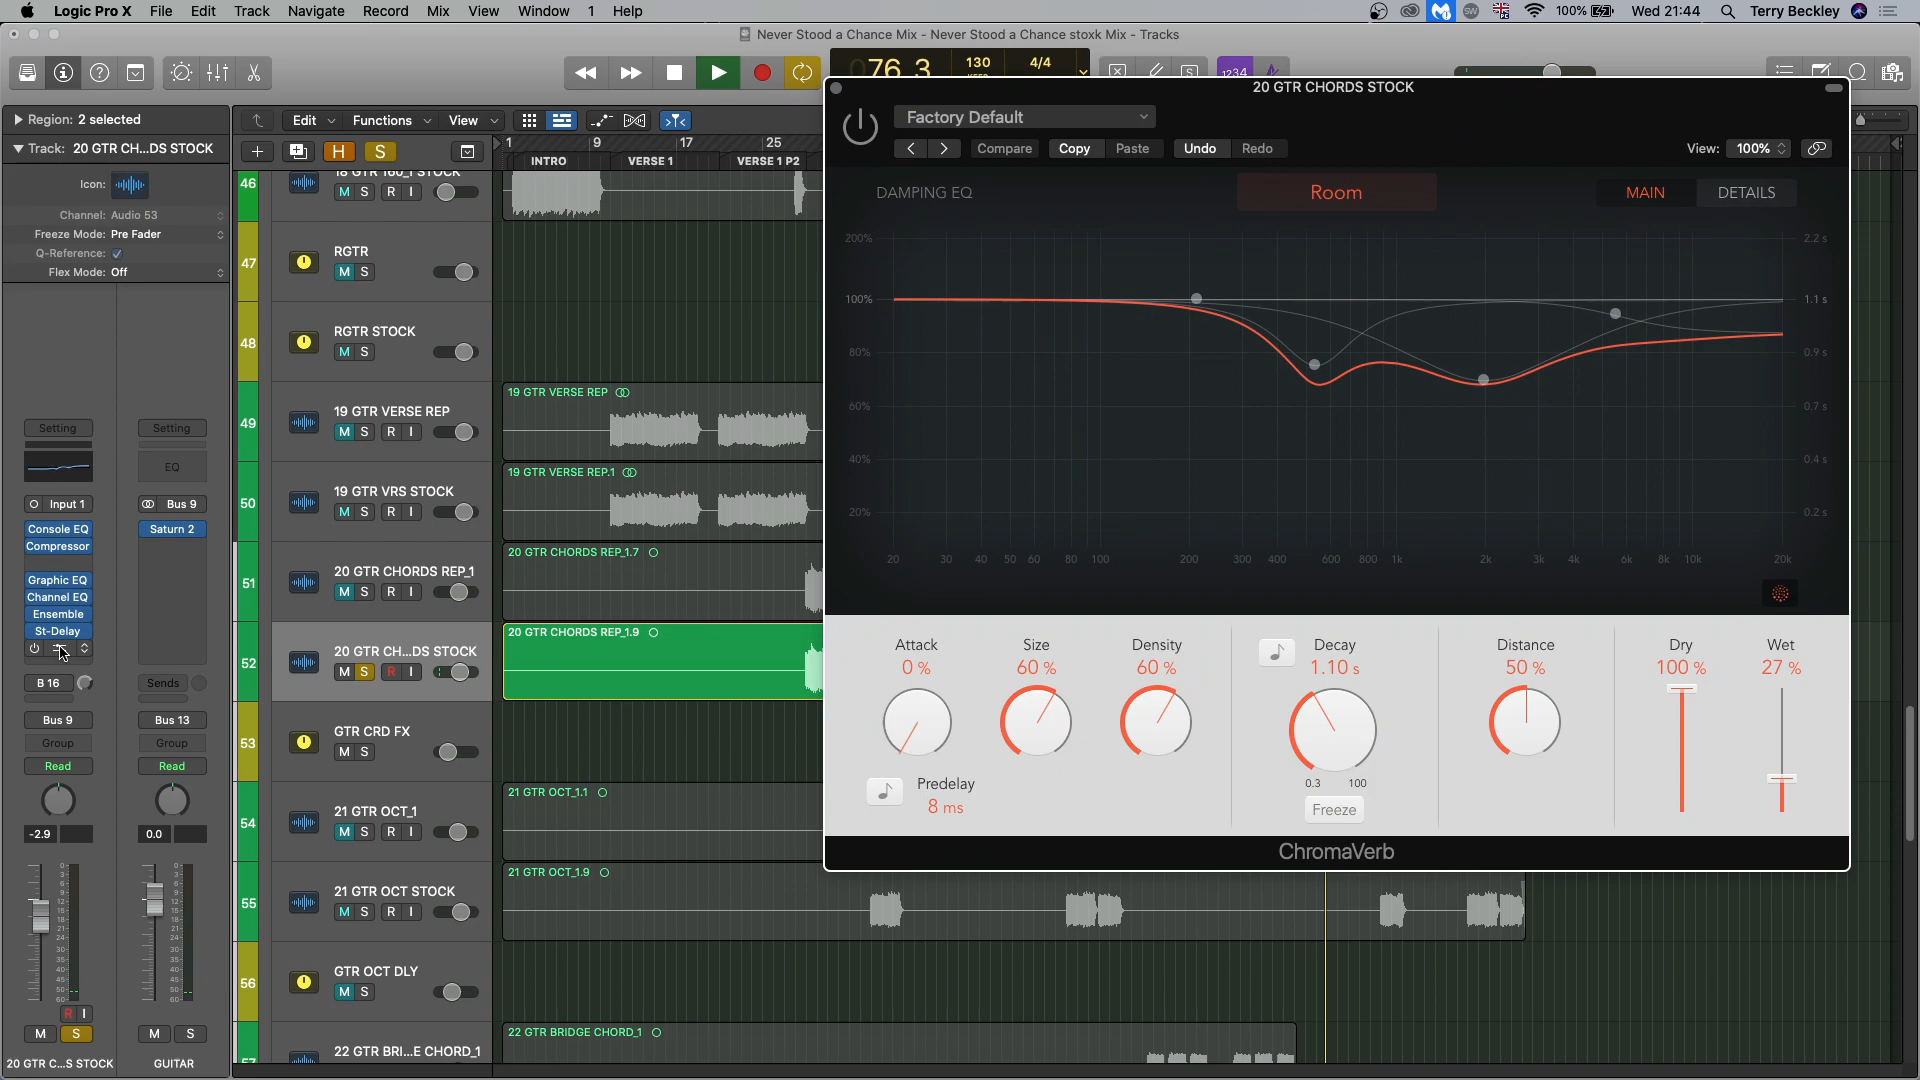 Logic Pro X File Edit Track Navigate Record Mix View Window 1 Help
100% Wed 21:44 Terry Beckley
Never Stood a Chance Mix - Never Stood a Chance stoxk Mix - Tracks
076 3 130 4/4
1234
Region: 2 selected
Track: 20 GTR CH...DS STOCK
Icon:
Channel: Audio 53
Freeze Mode: Pre Fader
Q-Reference:
Flex Mode: Off
Setting Setting
EQ
Input 1 Bus 9
Console EQ Saturn 2
Compressor
Graphic EQ
Channel EQ
Ensemble
St-Delay
B 16 Sends
Bus 9 Bus 13
Group Group
Read Read
-2.9 0.0
R I
M S M S
20 GTR C...S STOCK GUITAR
Edit Functions View
H S
1 9 17 25
INTRO VERSE 1 VERSE 1 P2
46 18 GTR 160_1 STOCK
M S R I
47 RGTR
M S
48 RGTR STOCK
M S
49 19 GTR VERSE REP
M S R I
19 GTR VERSE REP
50 19 GTR VRS STOCK
M S R I
19 GTR VERSE REP.1
51 20 GTR CHORDS REP_1
M S R I
20 GTR CHORDS REP_1.7
52 20 GTR CH...DS STOCK
M S R I
20 GTR CHORDS REP_1.9
53 GTR CRD FX
M S
54 21 GTR OCT_1
M S R I
21 GTR OCT_1.1
55 21 GTR OCT STOCK
M S R I
21 GTR OCT_1.9
56 GTR OCT DLY
M S
57 22 GTR BRI...E CHORD_1
22 GTR BRIDGE CHORD_1
20 GTR CHORDS STOCK
Factory Default
Compare Copy Paste Undo Redo View: 100%
DAMPING EQ Room MAIN DETAILS
200% 2.2 s
100% 1.1 s
80% 0.9 s
60% 0.7 s
40% 0.4 s
20% 0.2 s
20 30 40 50 60 80 100 200 300 400 600 800 1k 2k 3k 4k 6k 8k 10k 20k
Attack Size Density Decay Distance Dry Wet
0 % 60 % 60 % 1.10 s 50 % 100 % 27 %
0.3 100
Predelay
8 ms
Freeze
ChromaVerb